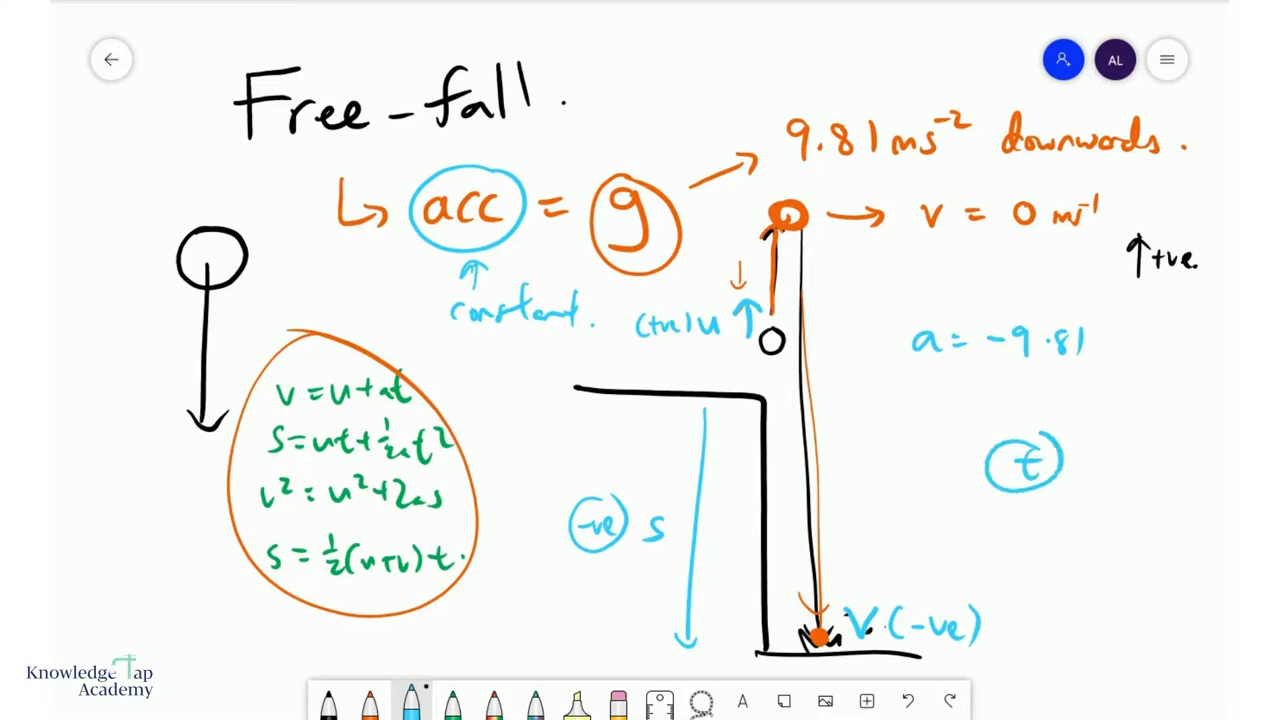 Free-fall.
AL
9.81 ms⁻² downwards.
↳ acc = g
v = 0 ms⁻¹
↑ +ve.
constant.
(+ve) u
a = -9.81
v = u + at
s = ut + ½at²
v² = u² + 2as
s = ½(u+v)t.
t
-ve s
v (-ve)
Knowledge Tap
Academy
A